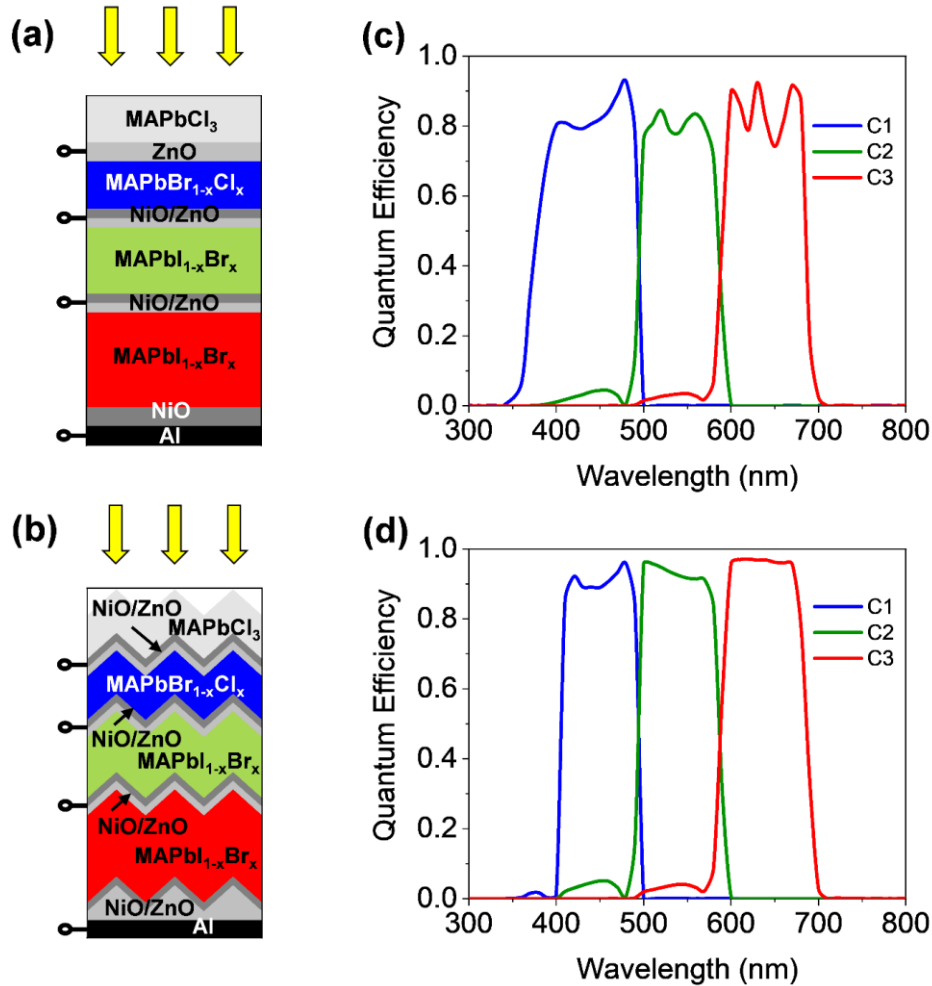 (a)
MAPbCl₃
ZnO
MAPbBr₁₋ₓClₓ
NiO/ZnO
MAPbI₁₋ₓBrₓ
NiO/ZnO
MAPbI₁₋ₓBrₓ
NiO
Al
(c)
Quantum Efficiency
1.0
0.8
0.6
0.4
0.2
0.0
C1
C2
C3
300 400 500 600 700 800
Wavelength (nm)
(b)
NiO/ZnO
MAPbCl₃
MAPbBr₁₋ₓClₓ
NiO/ZnO
MAPbI₁₋ₓBrₓ
NiO/ZnO
MAPbI₁₋ₓBrₓ
NiO/ZnO
Al
(d)
Quantum Efficiency
1.0
0.8
0.6
0.4
0.2
0.0
C1
C2
C3
300 400 500 600 700 800
Wavelength (nm)